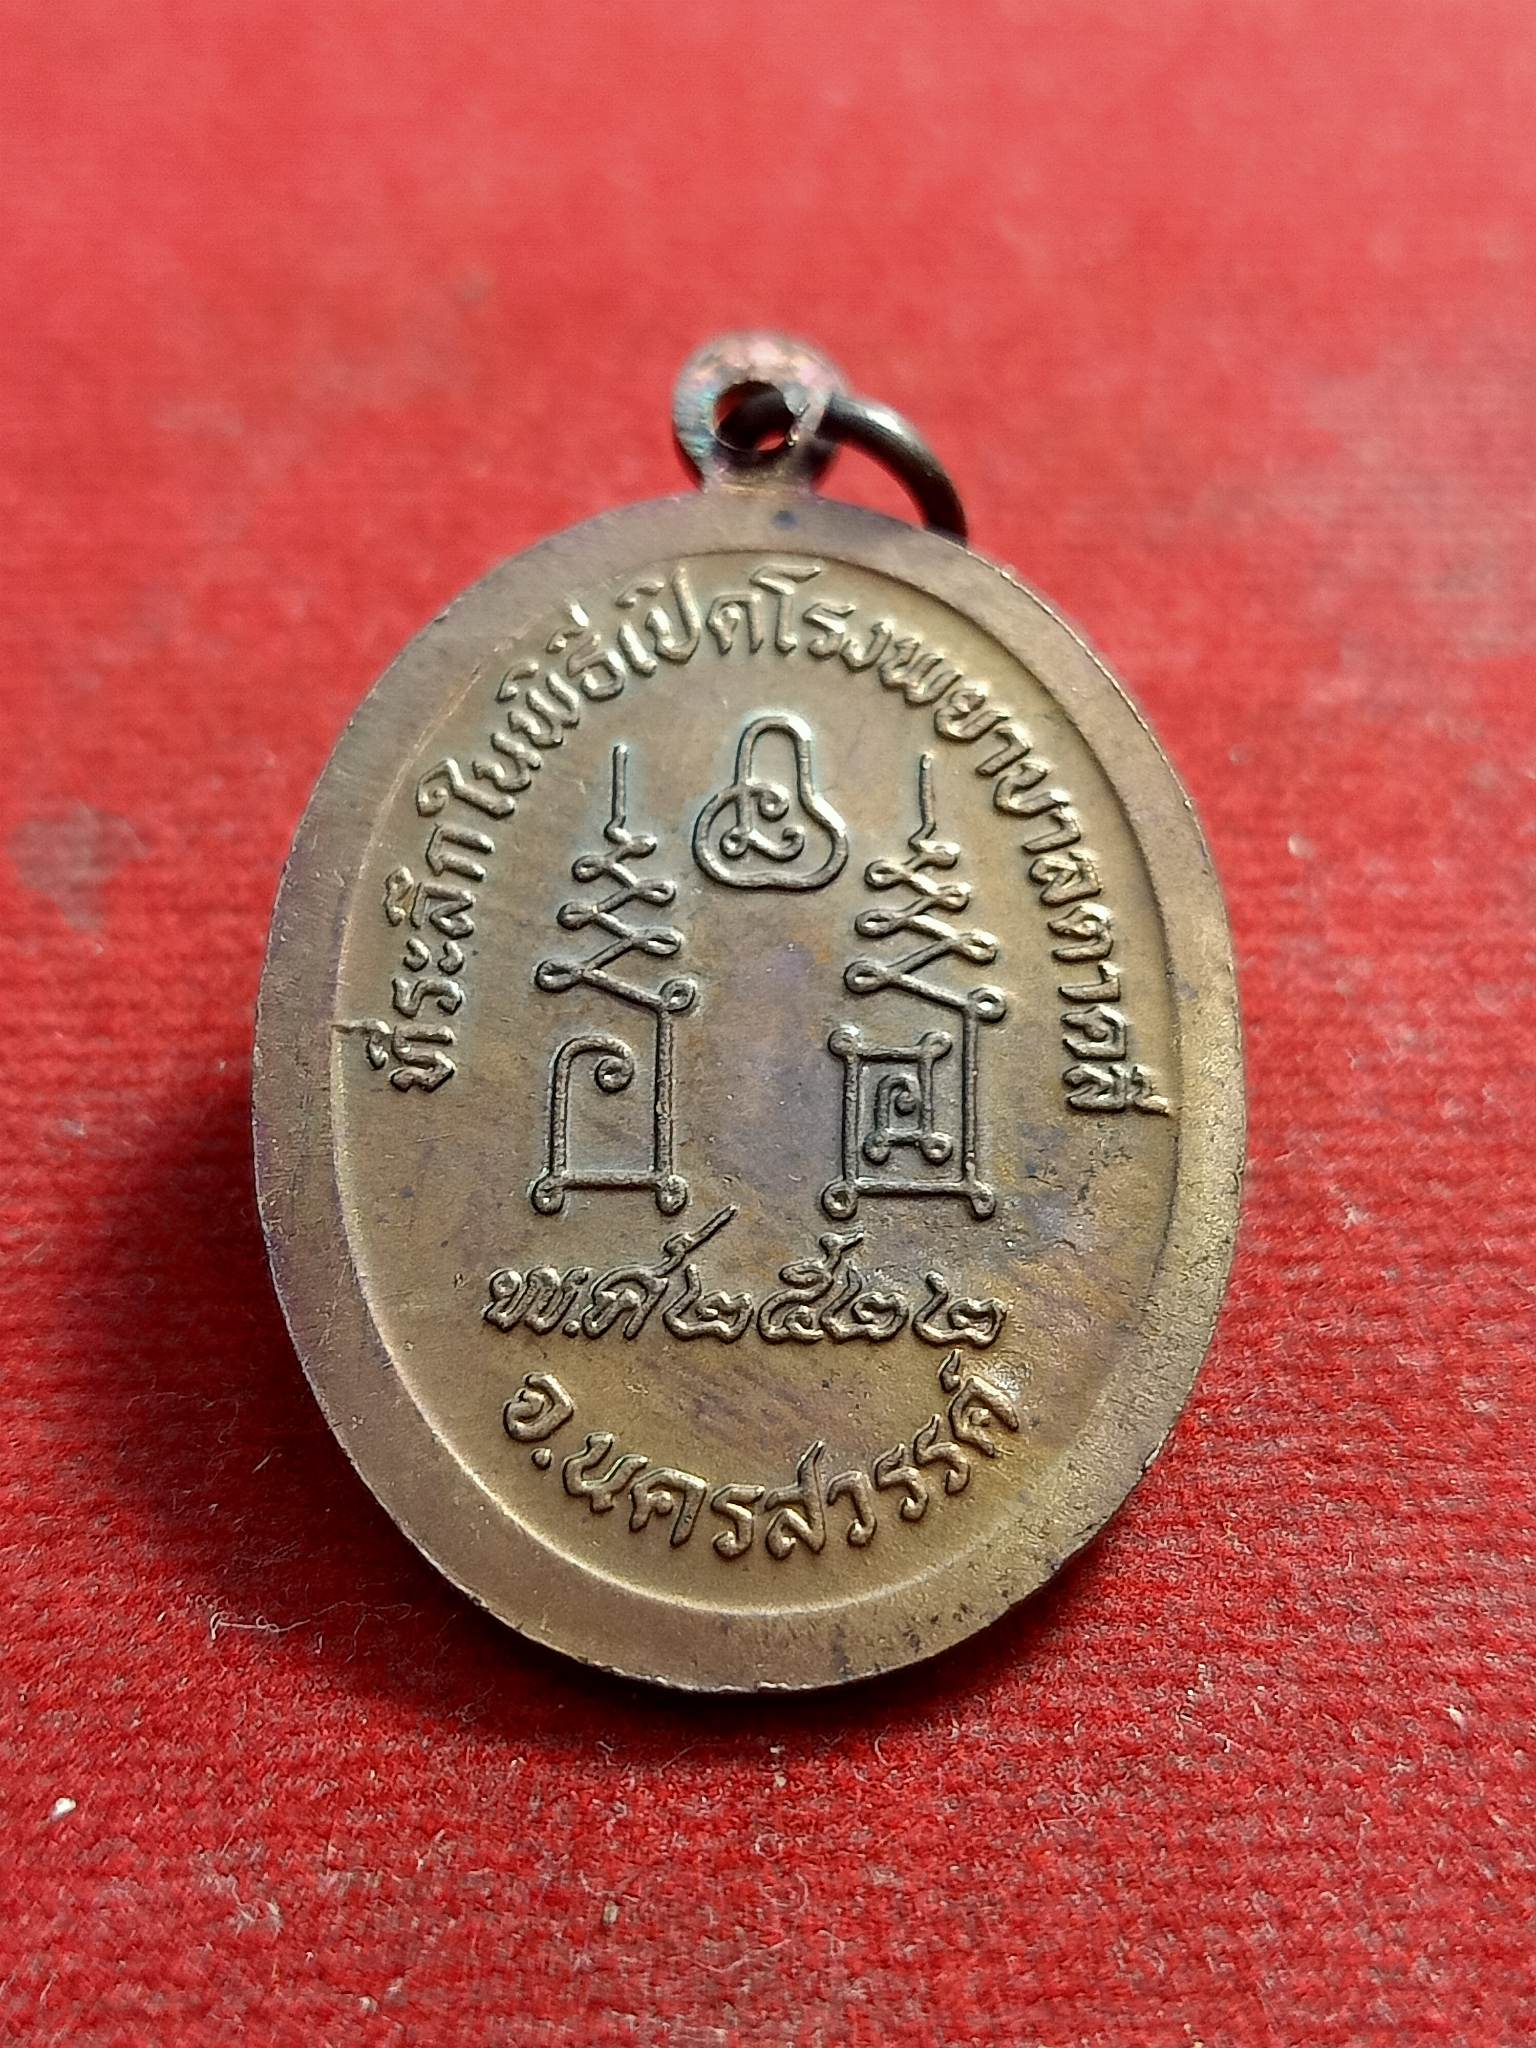 ที่ระลึกในพิธีเปิดโรงพยาบาลตาคลี
พ.ศ๒๕๒๒
จ.นครสวรรค์